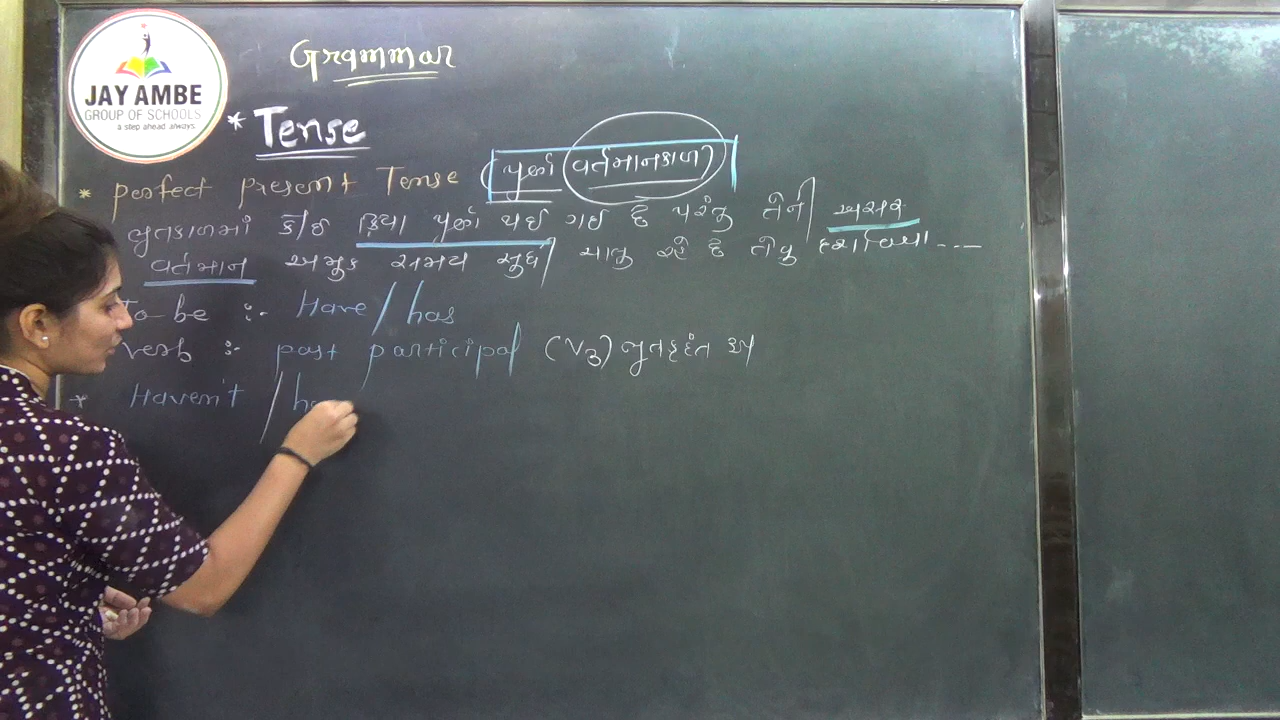 JAY AMBE
GROUP OF SCHOOLS
a step ahead always
Grammar
* Tense
* Perfect present Tense (પૂર્ણ વર્તમાનકાળ)
ભૂતકાળમાં કોઈ ક્રિયા પૂર્ણ થઈ ગઈ છે પરંતુ તેની અસર
વર્તમાન અમુક સમય સુધી ચાલુ રહે છે તેવુ દર્શાવવા ---
To be :- Have / has
verb :- past participal (V3) ભૂતકૃદંત
* Haven't / ha